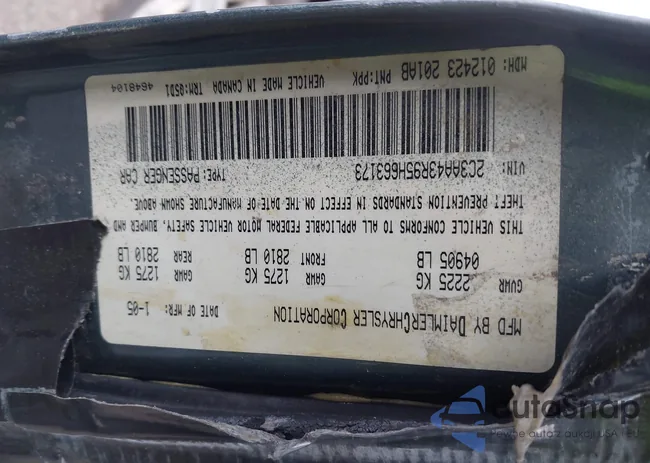 MFD BY DAIMLERCHRYSLER CORPORATION
DATE OF MFR: 1-05
GVWR 2225 KG 04905 LB
GAWR FRONT 1275 KG 2810 LB
GAWR REAR 1275 KG 2810 LB
THIS VEHICLE CONFORMS TO ALL APPLICABLE FEDERAL MOTOR VEHICLE SAFETY, BUMPER AND
THEFT PREVENTION STANDARDS IN EFFECT ON THE DATE OF MANUFACTURE SHOWN ABOVE.
VIN: 2C3AA43R95H663173 TYPE: PASSENGER CAR
MDH: 012423 201AB PNT:PPK VEHICLE MADE IN CANADA TRM:Q5D1 4648104
autoSnap